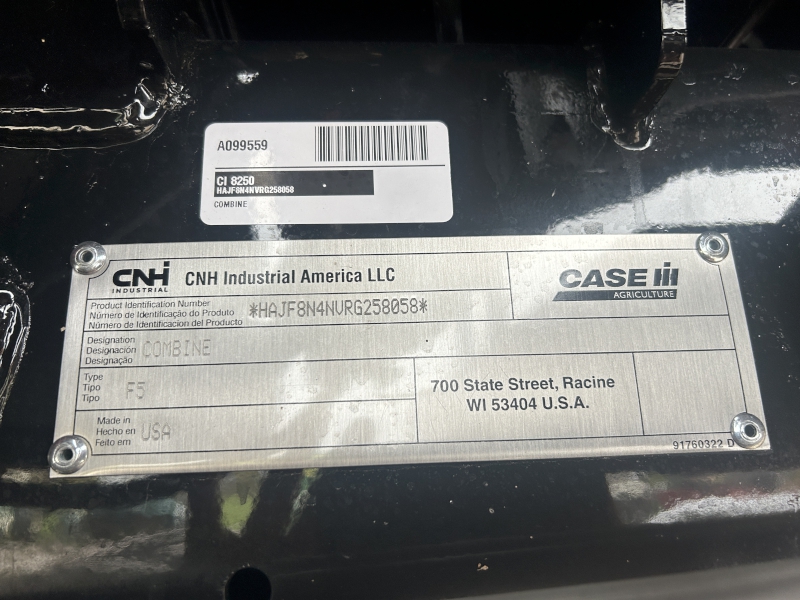 A099559
CI 8250
HAJF8N4NVRG258058
COMBINE
CNH INDUSTRIAL
CNH Industrial America LLC
CASE IH
AGRICULTURE
Product Identification Number
Número de Identificação do Produto
Número de Identificacion del Producto
*HAJF8N4NVRG258058*
Designation
Designación
Designação
COMBINE
Type
Tipo
Tipo
F5
700 State Street, Racine
WI 53404 U.S.A.
Made in
Hecho en
Feito em
USA
91760322 D